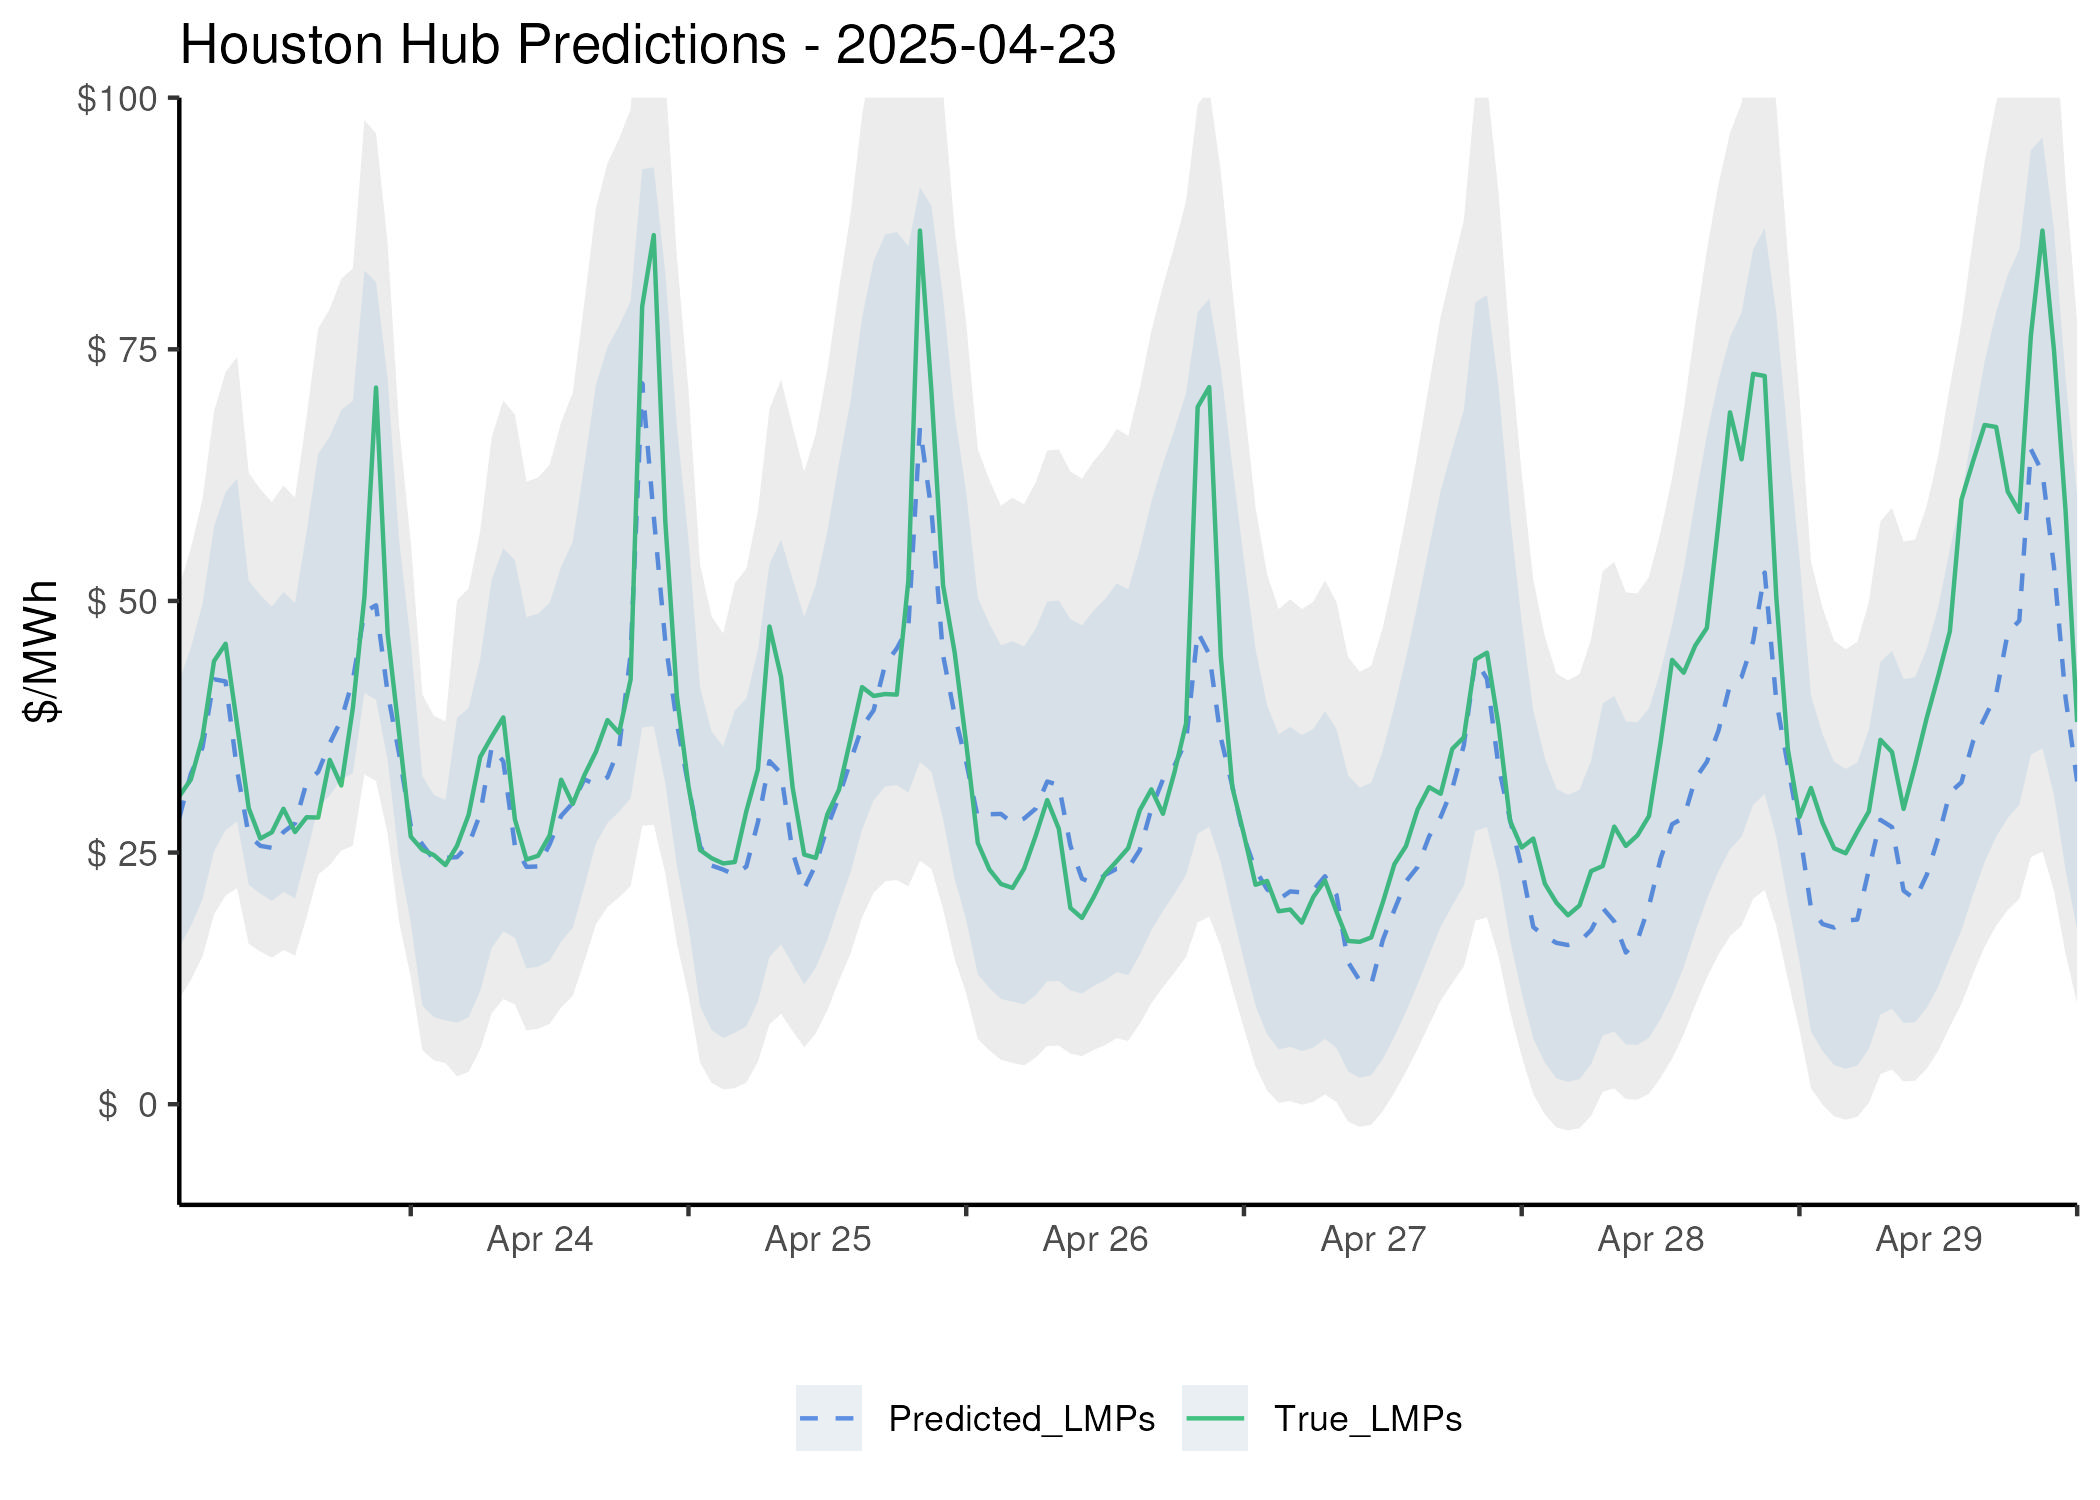 Houston Hub Predictions - 2025-04-23
$100
$ 75
$ 50
$ 25
$ 0
$/MWh
Apr 24 Apr 25 Apr 26 Apr 27 Apr 28 Apr 29
Predicted_LMPs True_LMPs